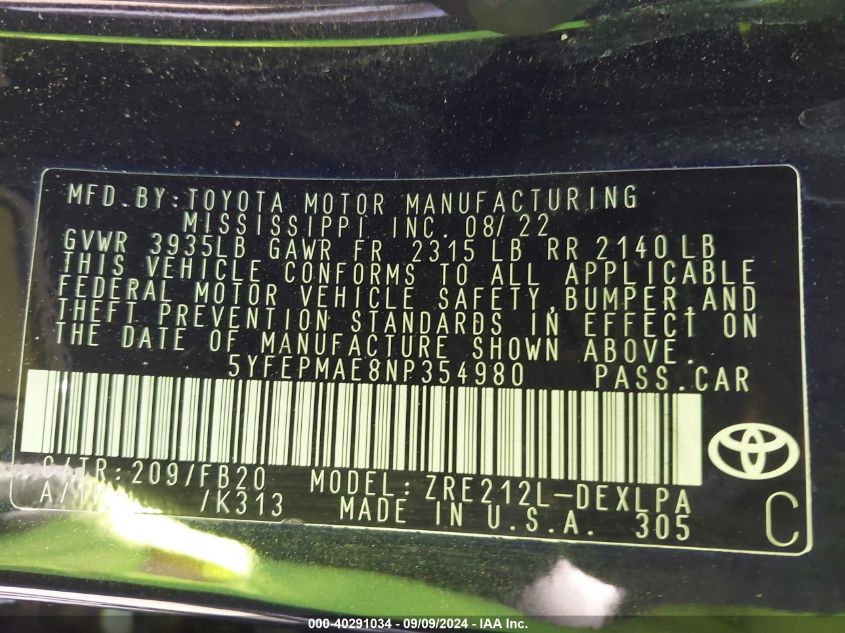 MFD.BY:TOYOTA MOTOR MANUFACTURING
MISSISSIPPI INC. 08/22
GVWR 3935LB GAWR FR 2315 LB RR 2140 LB
THIS VEHICLE CONFORMS TO ALL APPLICABLE
FEDERAL MOTOR VEHICLE SAFETY,BUMPER,AND
THEFT PREVENTION STANDARDS IN EFFECT ON
THE DATE OF MANUFACTURE SHOWN ABOVE.
5YFEPMAE8NP354980 PASS.CAR
C/TR:209/FB20 MODEL:ZRE212L-DEXLPA
/K313 MADE IN U.S.A. 305 C
000-40291034 - 09/09/2024 - IAA Inc.